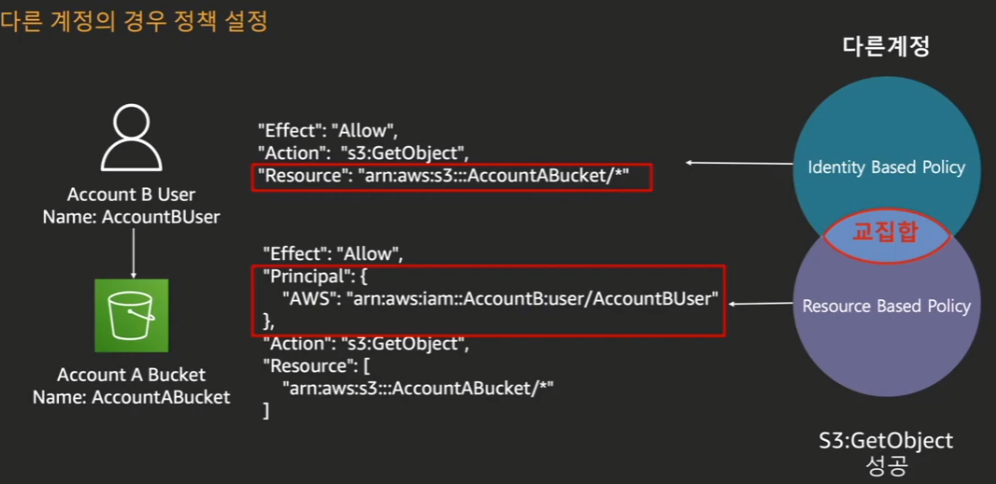 다른 계정의 경우 정책 설정
다른계정
"Effect": "Allow",
"Action":  "s3:GetObject",
"Resource": "arn:aws:s3:::AccountABucket/*"
Identity Based Policy
Account B User
Name: AccountBUser
교집합
"Effect": "Allow",
"Principal": {
"AWS": "arn:aws:iam::AccountB:user/AccountBUser"
},
"Action": "s3:GetObject",
"Resource": [
"arn:aws:s3:::AccountABucket/*"
]
Resource Based Policy
Account A Bucket
Name: AccountABucket
S3:GetObject
성공